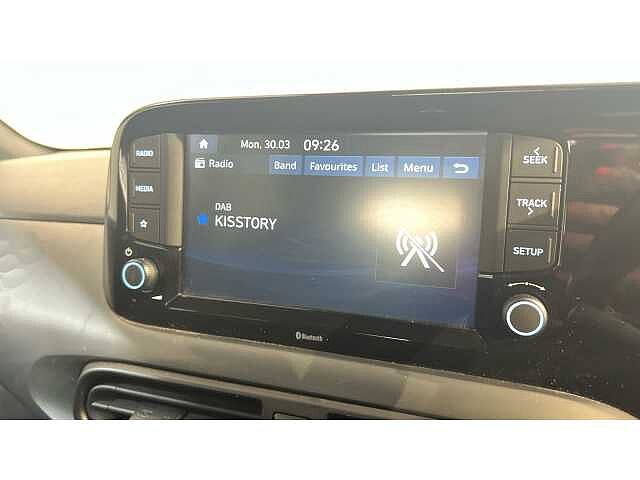 Mon, 30.03 09:26
Radio Band Favourites List Menu
DAB
KISSTORY
RADIO
MEDIA
SEEK
TRACK
SETUP
Bluetooth